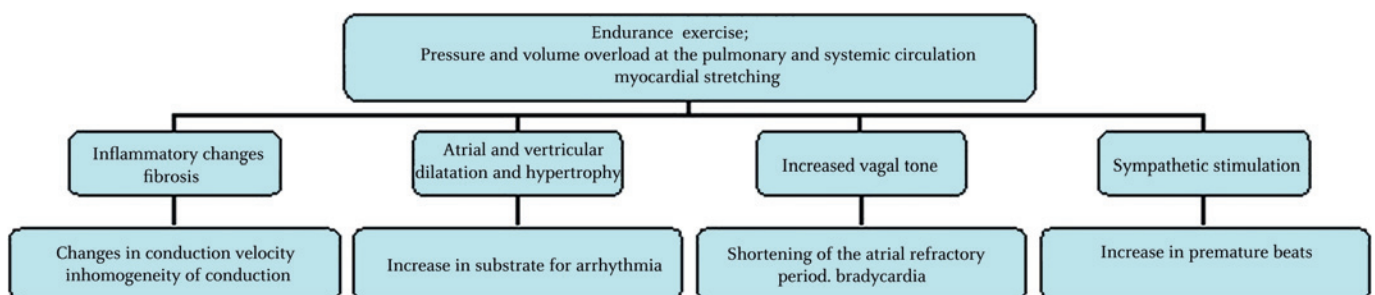 Endurance exercise;
Pressure and volume overload at the pulmonary and systemic circulation
myocardial stretching
Inflammatory changes
fibrosis
Atrial and vertricular
dilatation and hypertrophy
Increased vagal tone
Sympathetic stimulation
Changes in conduction velocity
inhomogeneity of conduction
Increase in substrate for arrhythmia
Shortening of the atrial refractory
period. bradycardia
Increase in premature beats